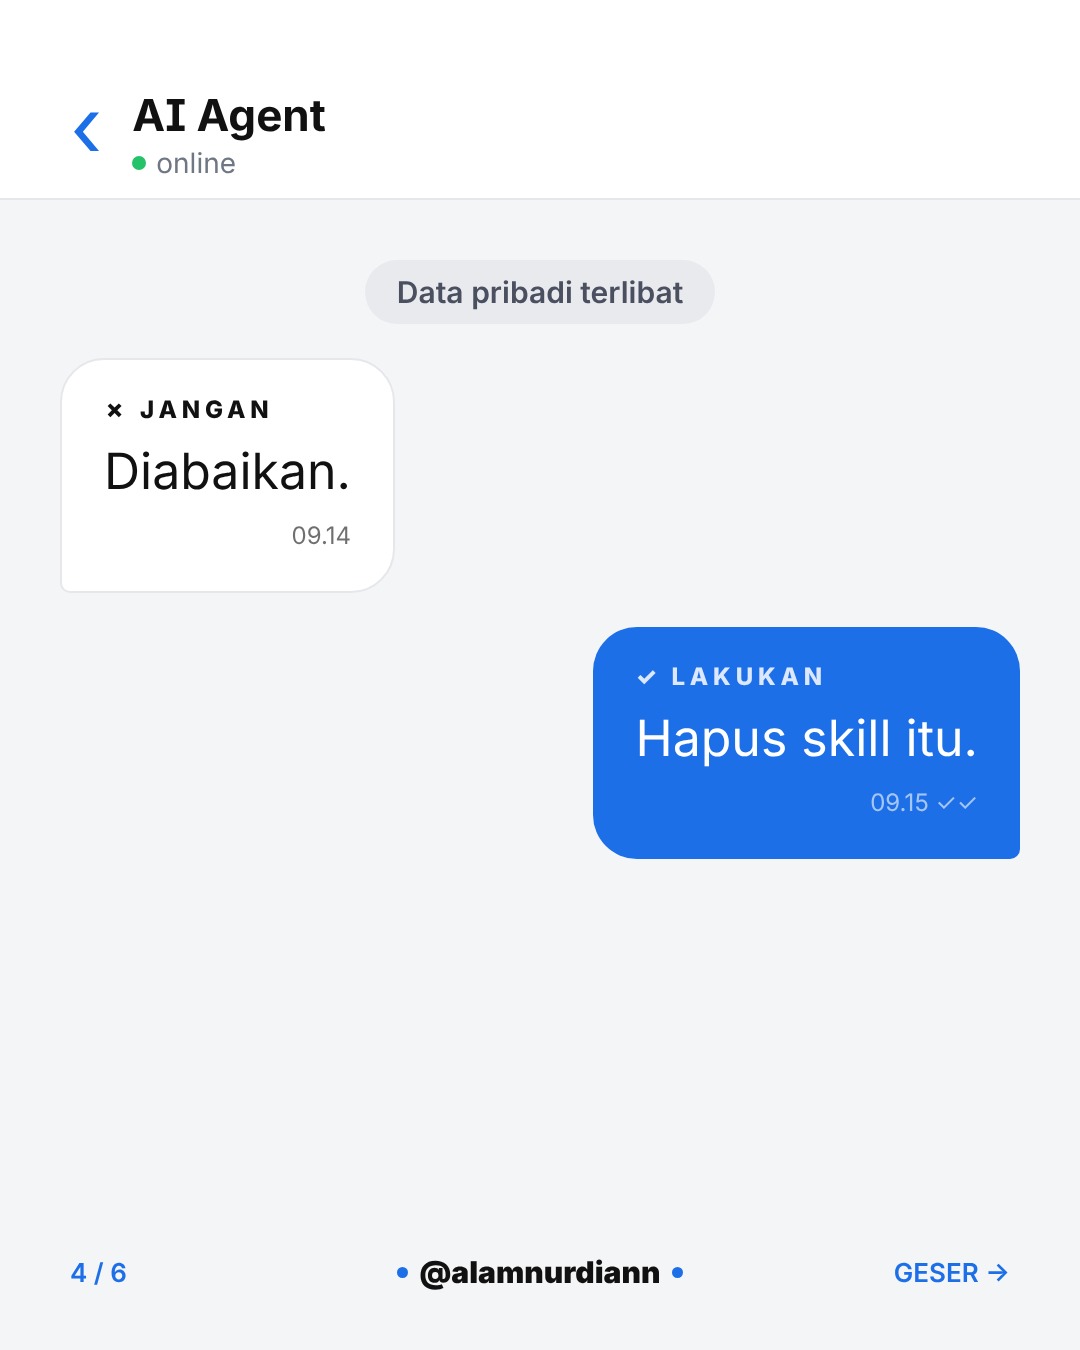 AI Agent
online
Data pribadi terlibat
× JANGAN
Diabaikan.
09.14
✓ LAKUKAN
Hapus skill itu.
09.15 ✓✓
4 / 6
• @alamnurdiann •
GESER →